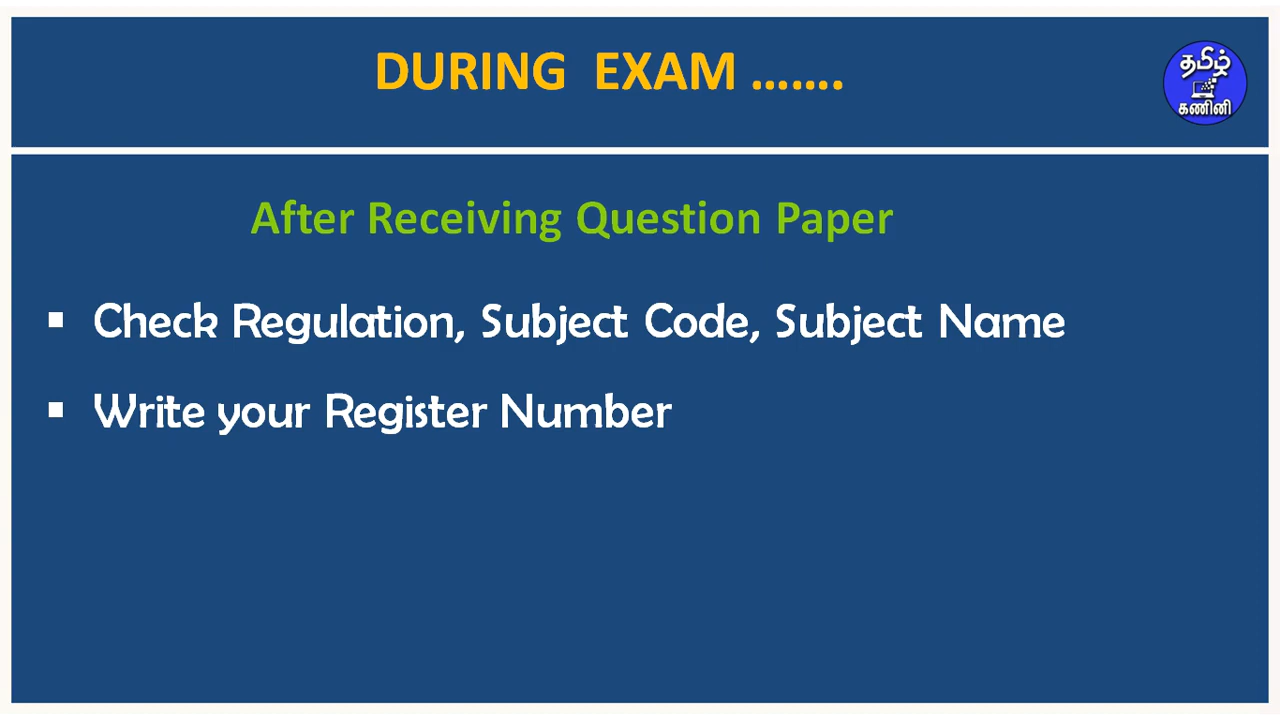 DURING EXAM .......
தமிழ்
கணினி
After Receiving Question Paper
▪ Check Regulation, Subject Code, Subject Name
▪ Write your Register Number